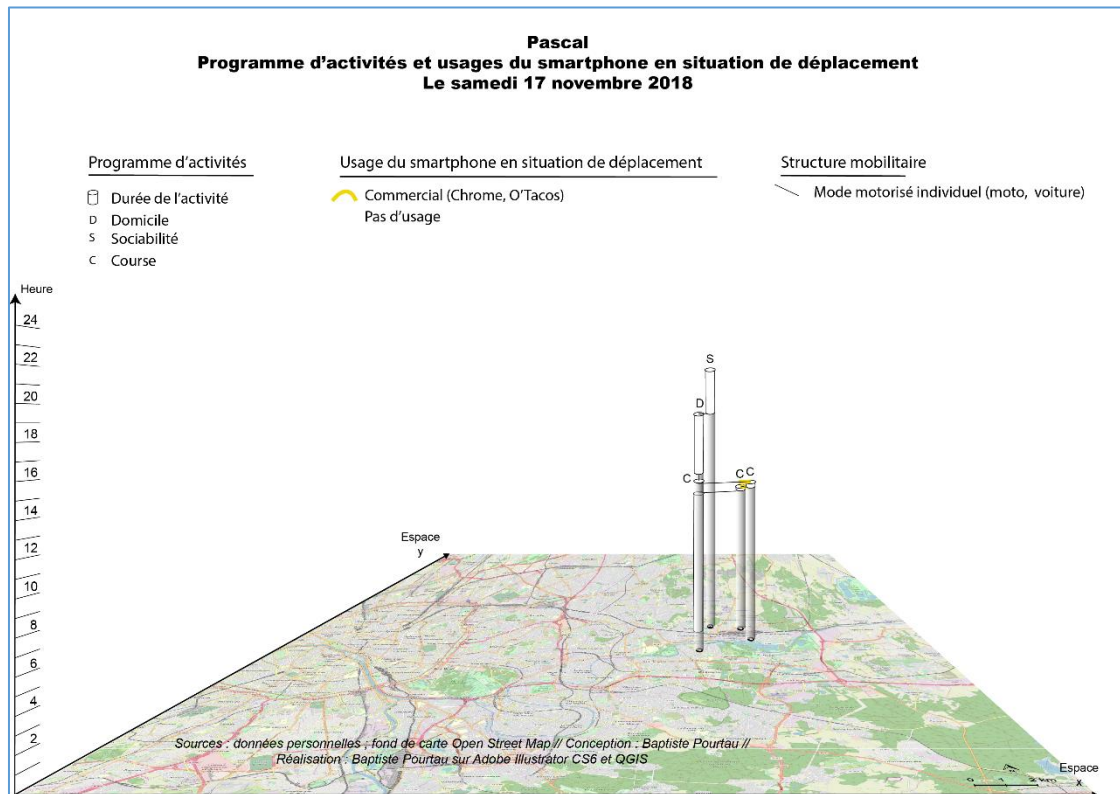 Pascal
Programme d’activités et usages du smartphone en situation de déplacement
Le samedi 17 novembre 2018
Programme d’activités
Durée de l’activité
D Domicile
S Sociabilité
C Course
Usage du smartphone en situation de déplacement
Commercial (Chrome, O’Tacos)
Pas d’usage
Structure mobilitaire
Mode motorisé individuel (moto, voiture)
Heure
24
22
20
18
16
14
12
10
8
6
4
2
S
D
C
C C
Espace
y
Sources : données personnelles ; fond de carte Open Street Map // Conception : Baptiste Pourtau //
Réalisation : Baptiste Pourtau sur Adobe Illustrator CS6 et QGIS
0 1 2 km
Espace
x